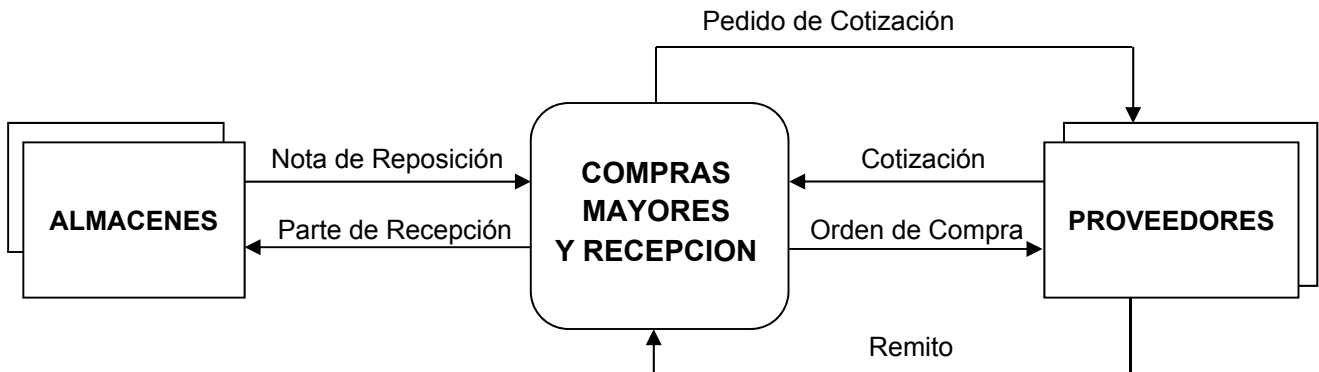 Pedido de Cotización
Nota de Reposición
Cotización
COMPRAS
MAYORES
Y RECEPCION
ALMACENES
PROVEEDORES
Parte de Recepción
Orden de Compra
Remito